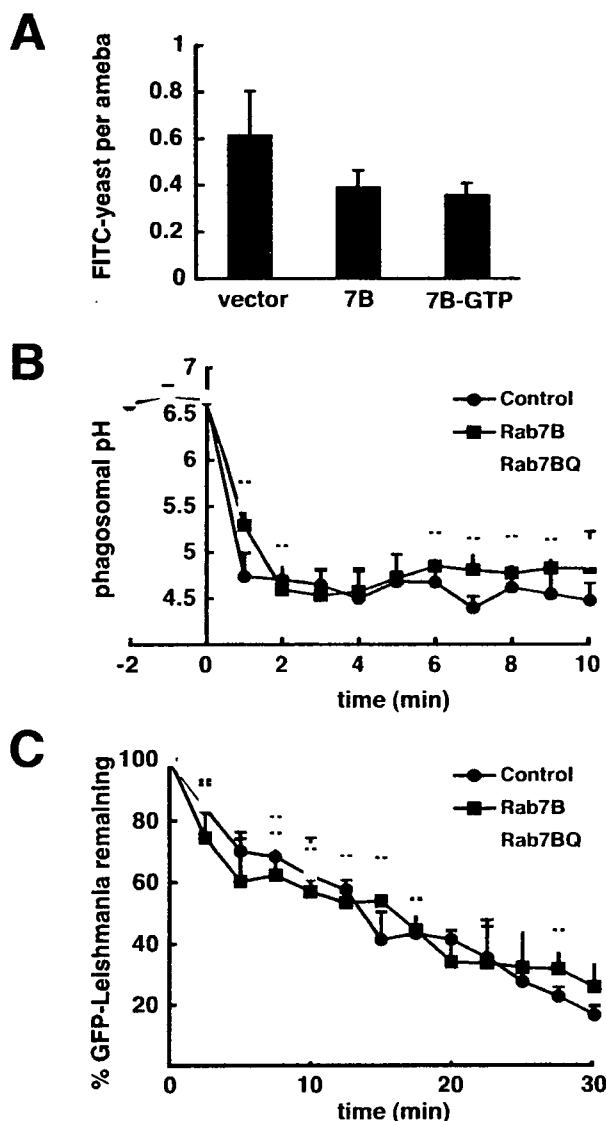 A
FITC-yeast per ameba
1
0.8
0.6
0.4
0.2
0
vector 7B 7B-GTP
B
phagosomal pH
7
6.5
6
5.5
5
4.5
Control
Rab7B
Rab7BQ
-2 0 2 4 6 8 10
time (min)
C
% GFP-Leishmania remaining
100
80
60
40
20
Control
Rab7B
Rab7BQ
0 10 20 30
time (min)